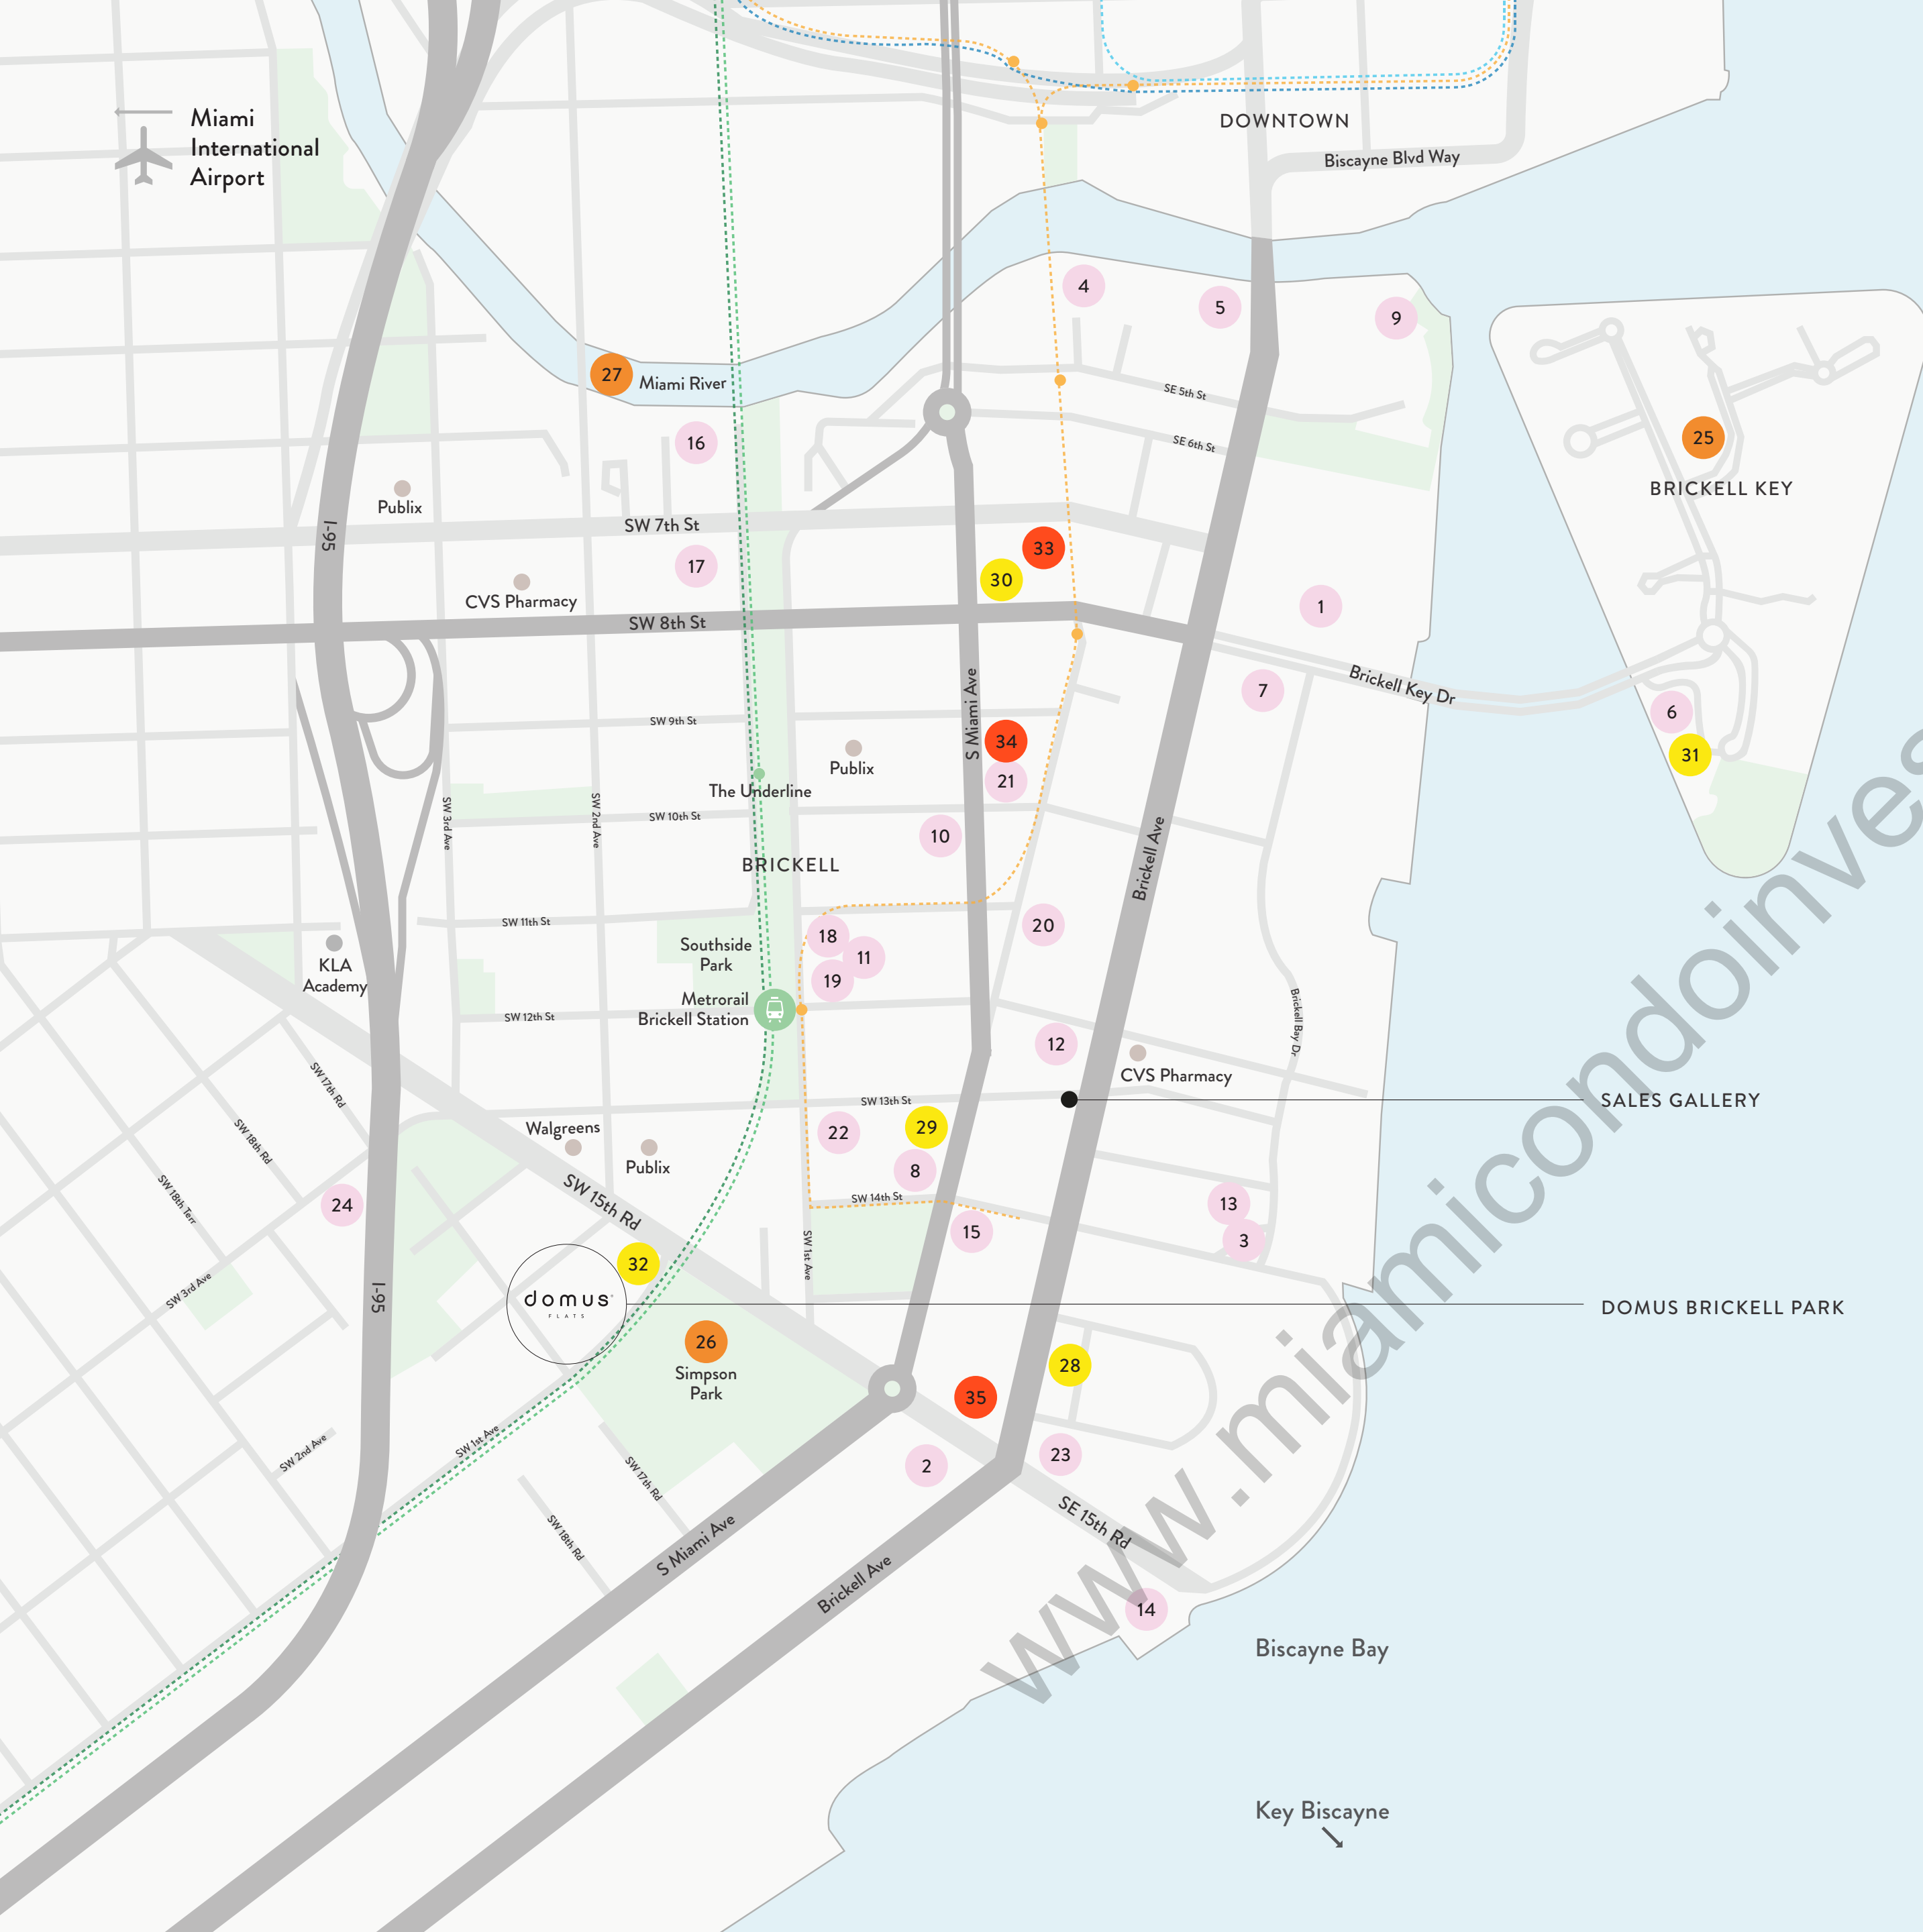 DOWNTOWN
Miami
International
Airport
Biscayne Blvd Way
4
5
9
27
Miami River
SE 5th St
16
SE 6th St
25
BRICKELL KEY
Publix
I-95
SW 7th St
33
17
30
CVS Pharmacy
1
SW 8th St
Brickell Key Dr
7
6
SW 9th St
S Miami Ave
34
31
Publix
21
The Underline
SW 3rd Ave
SW 2nd Ave
SW 10th St
10
Brickell Ave
BRICKELL
SW 11th St
20
18
Southside
Park
11
KLA
Academy
19
Metrorail
Brickell Station
SW 12th St
Brickell Bay Dr
12
CVS Pharmacy
SW 17th Rd
SW 13th St
SALES GALLERY
Walgreens
22
29
SW 18th Rd
Publix
8
SW 18th Terr
SW 15th Rd
SW 14th St
24
13
15
3
SW 1st Ave
32
SW 3rd Ave
I-95
domus
FLATS
DOMUS BRICKELL PARK
26
Simpson
Park
28
35
SW 2nd Ave
SW 1st Ave
23
2
SW 17th Rd
SE 15th Rd
SW 18th Rd
S Miami Ave
Brickell Ave
14
Biscayne Bay
Key Biscayne
www.miamicondoinves